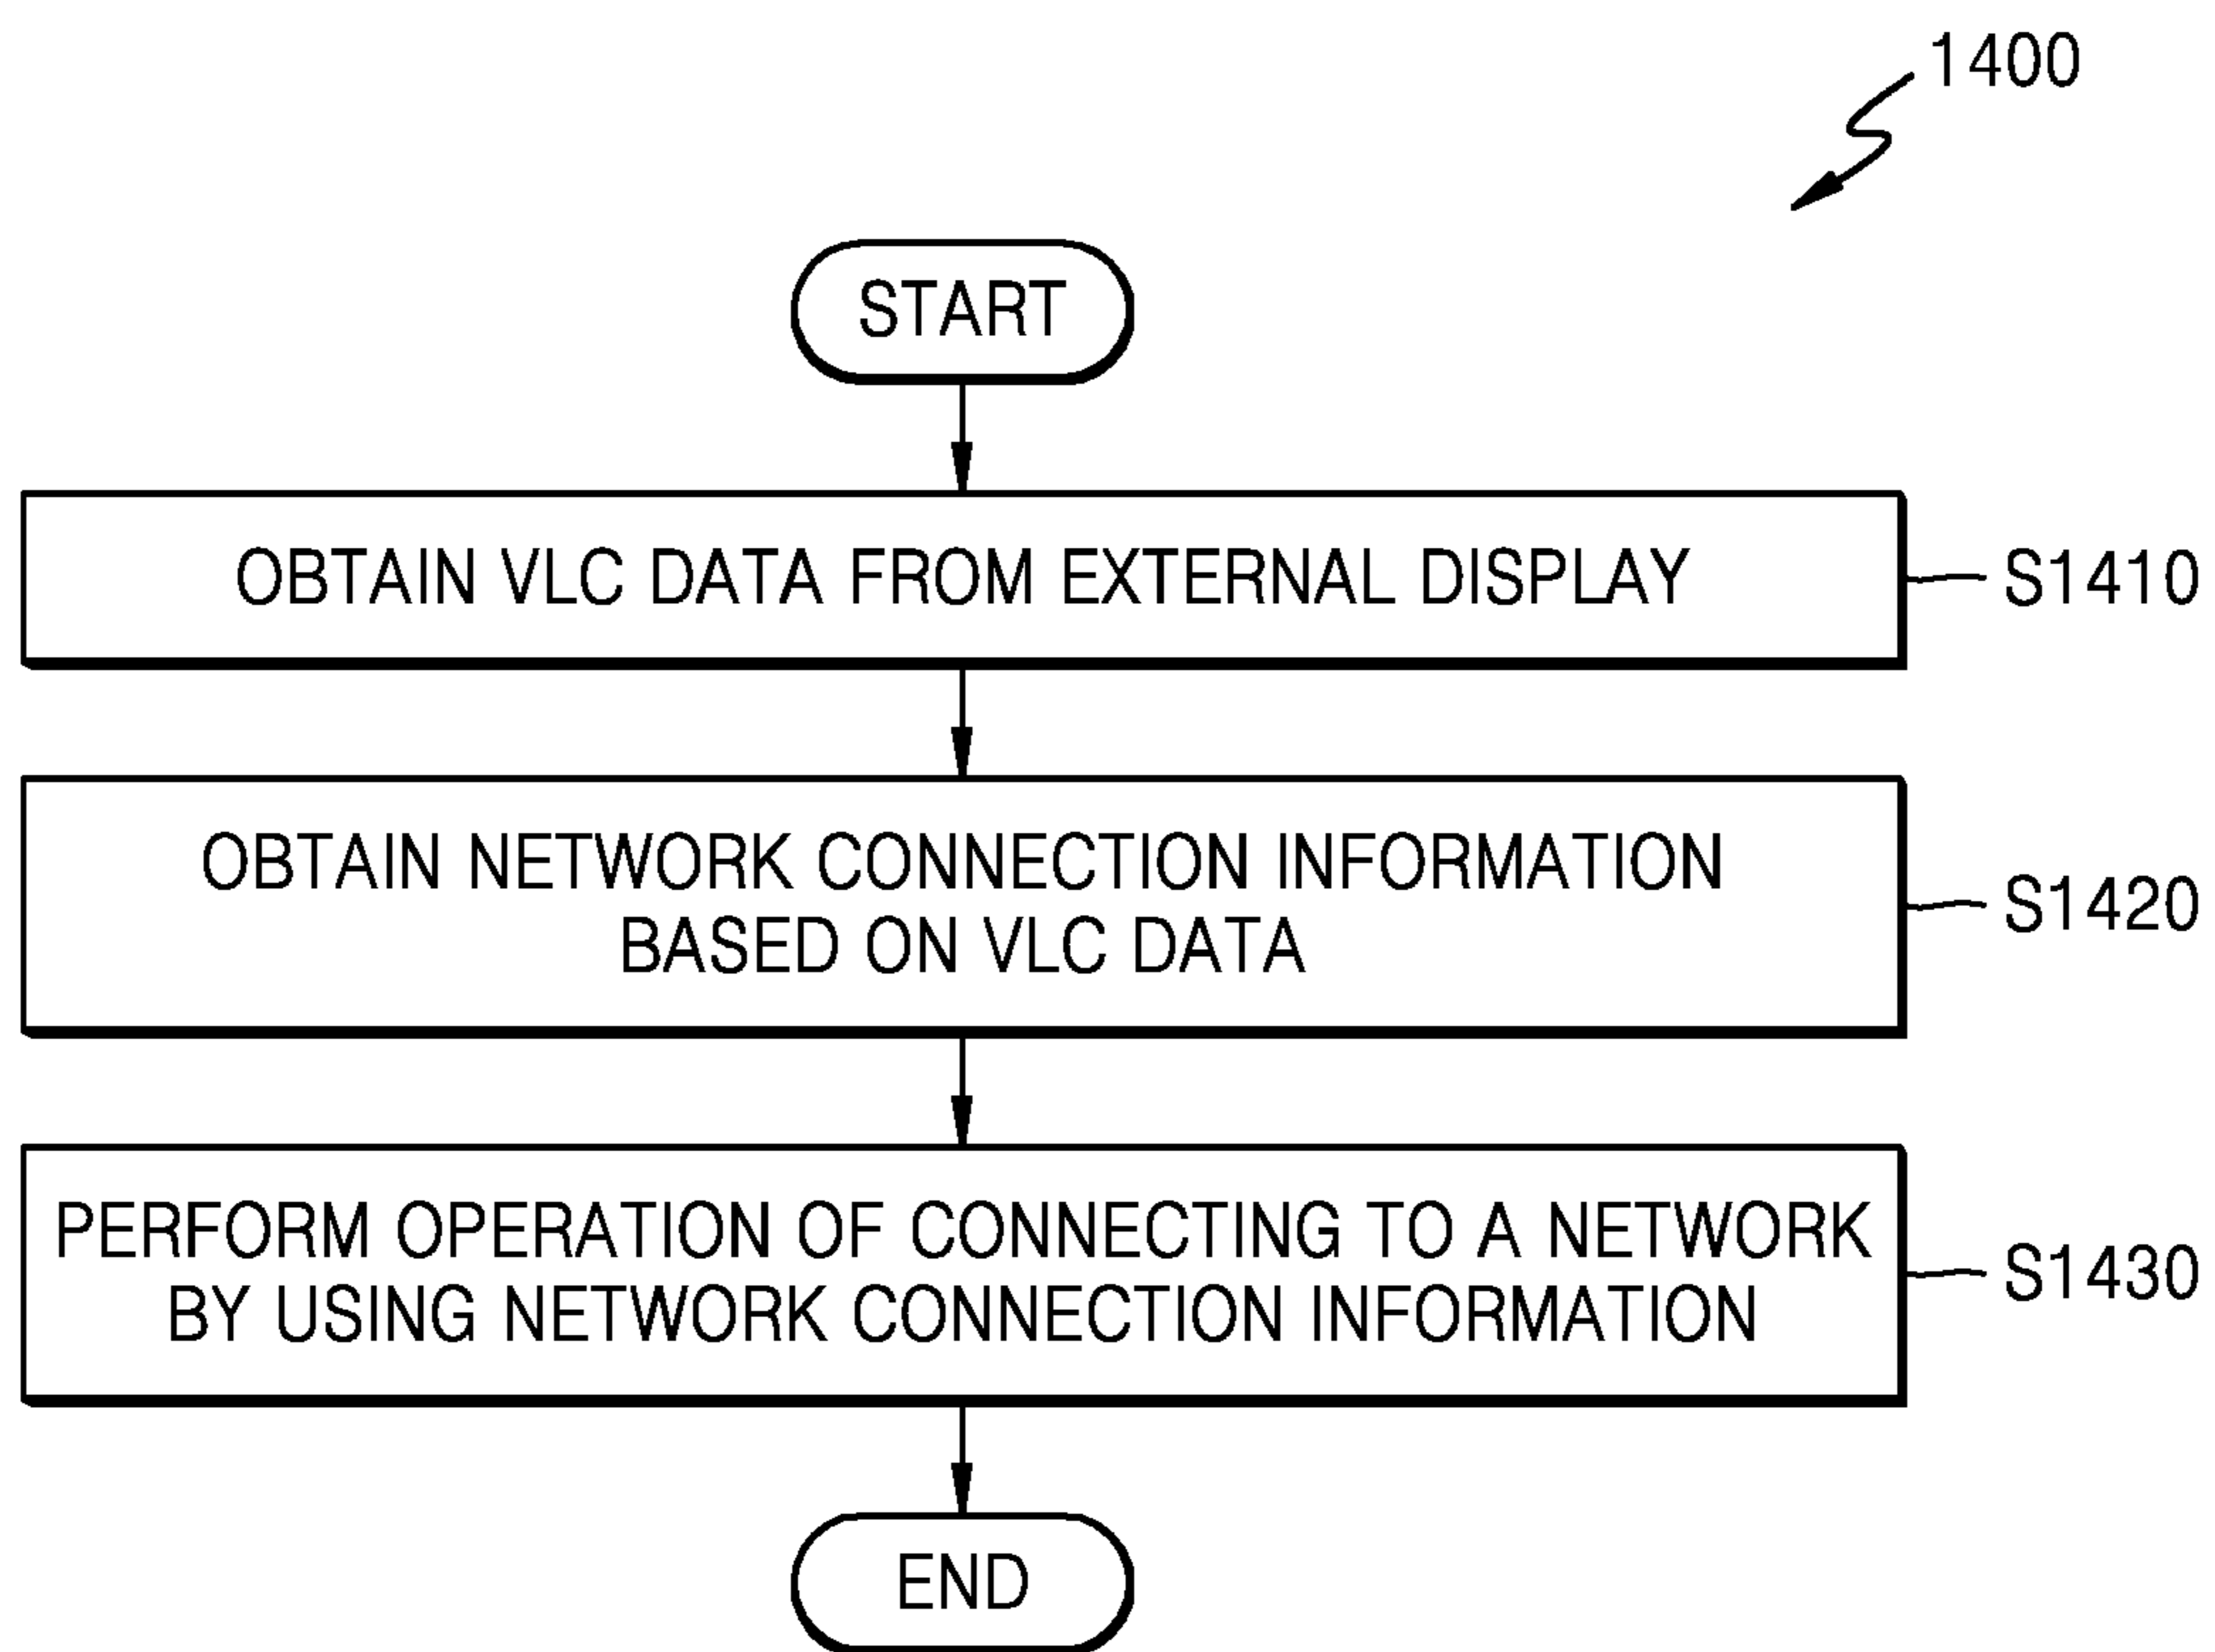 1400
START
OBTAIN VLC DATA FROM EXTERNAL DISPLAY
S1410
OBTAIN NETWORK CONNECTION INFORMATION
BASED ON VLC DATA
S1420
PERFORM OPERATION OF CONNECTING TO A NETWORK
BY USING NETWORK CONNECTION INFORMATION
S1430
END